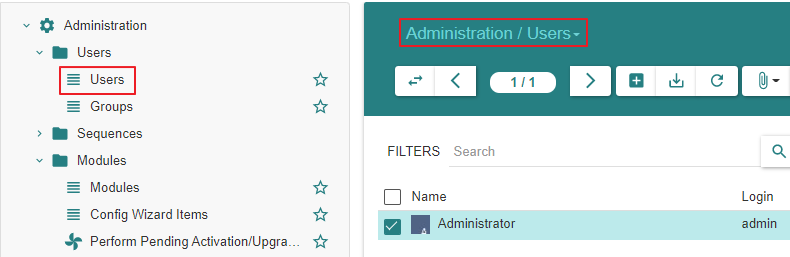 Administration
Users
Users
Groups
Sequences
Modules
Modules
Config Wizard Items
Perform Pending Activation/Upgra...
Administration / Users
1 / 1
FILTERS Search
Name Login
A Administrator admin